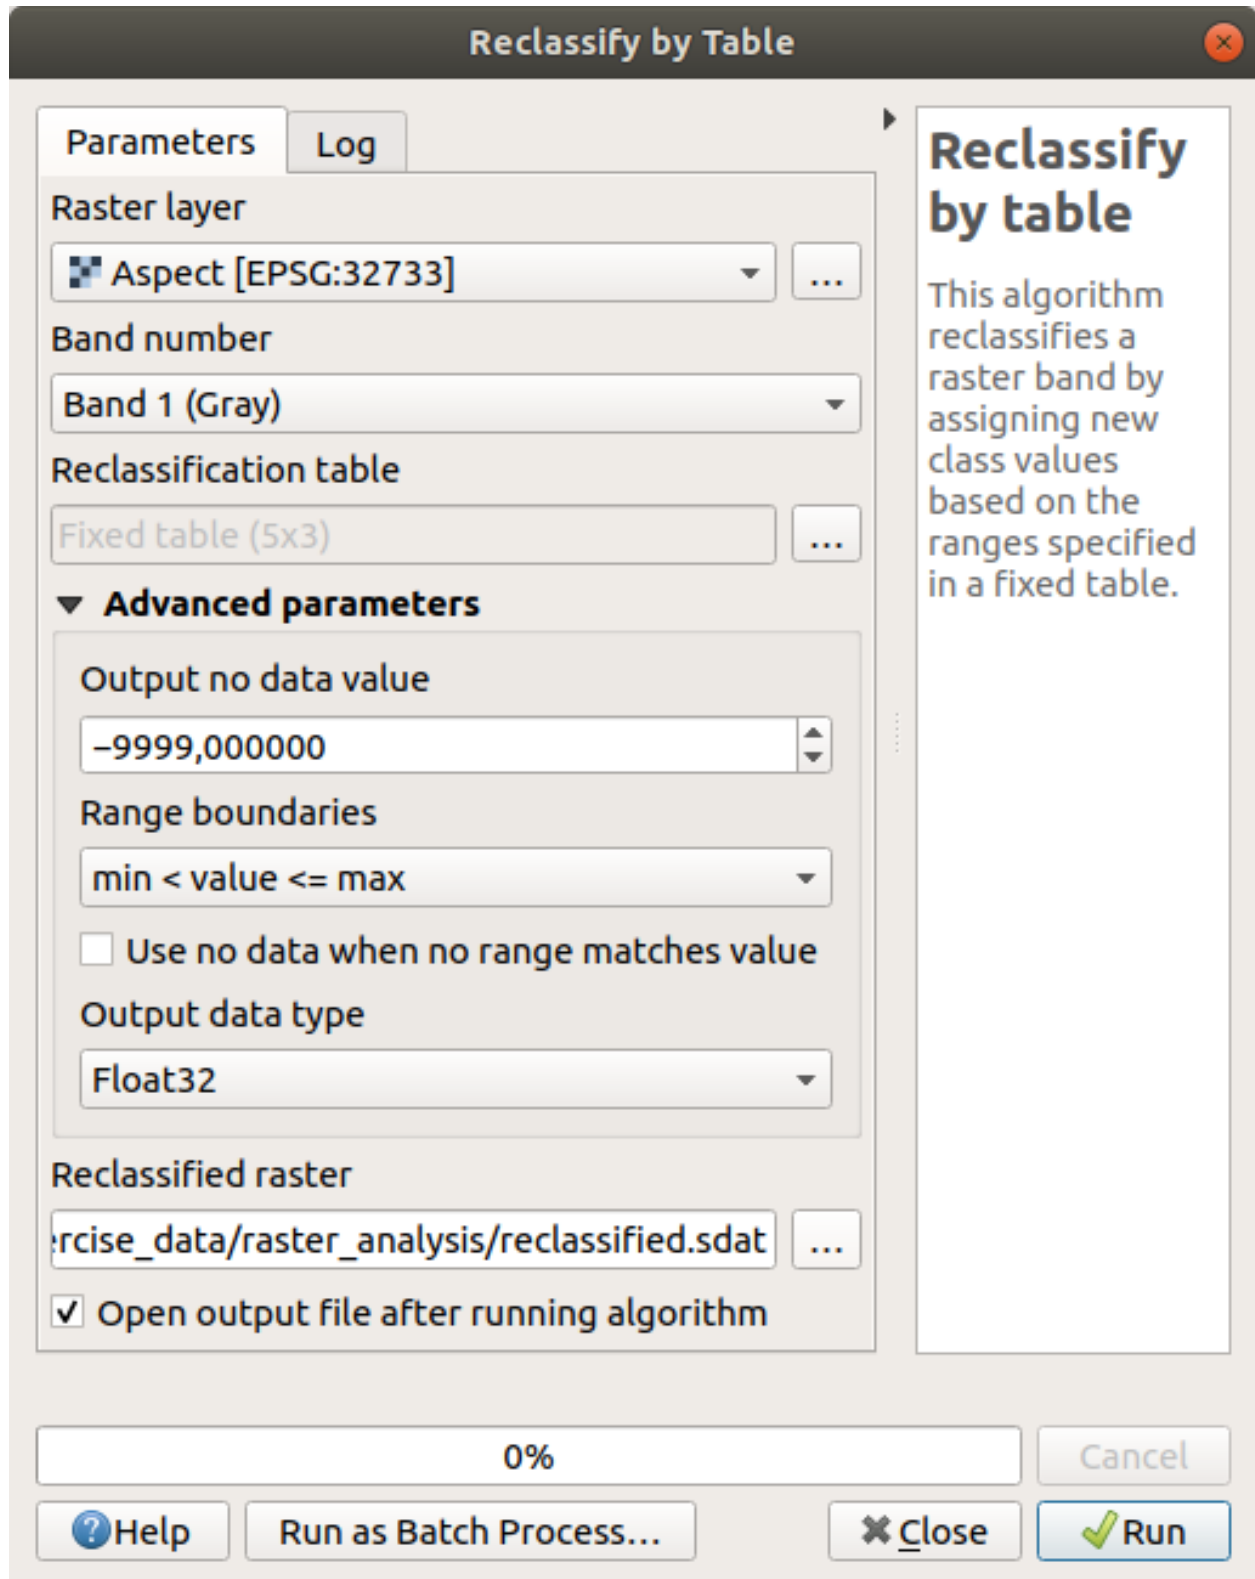 Reclassify by Table
Parameters
Log
Raster layer
Aspect [EPSG:32733]
...
Band number
Band 1 (Gray)
Reclassification table
Fixed table (5x3)
...
Advanced parameters
Output no data value
−9999,000000
Range boundaries
min < value <= max
Use no data when no range matches value
Output data type
Float32
Reclassified raster
rcise_data/raster_analysis/reclassified.sdat
...
Open output file after running algorithm
Reclassify
by table
This algorithm
reclassifies a
raster band by
assigning new
class values
based on the
ranges specified
in a fixed table.
0%
Cancel
Help
Run as Batch Process...
Close
Run